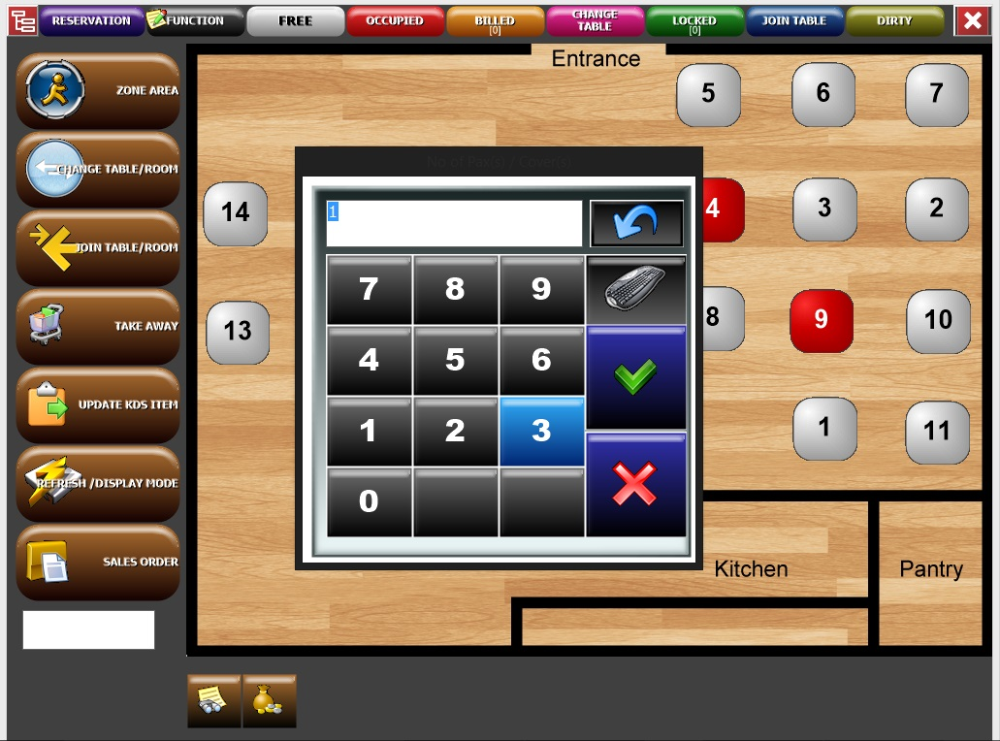 RESERVATION
FUNCTION
FREE
OCCUPIED
BILLED
[0]
CHANGE
TABLE
LOCKED
[0]
JOIN TABLE
DIRTY
ZONE AREA
CHANGE TABLE/ROOM
JOIN TABLE/ROOM
TAKE AWAY
UPDATE KDS ITEM
REFRESH /DISPLAY MODE
SALES ORDER
Entrance
5
6
7
14
4
3
2
13
8
9
10
1
11
Kitchen
Pantry
No of Pax(s) / Cover(s)
1
7
8
9
4
5
6
1
2
3
0